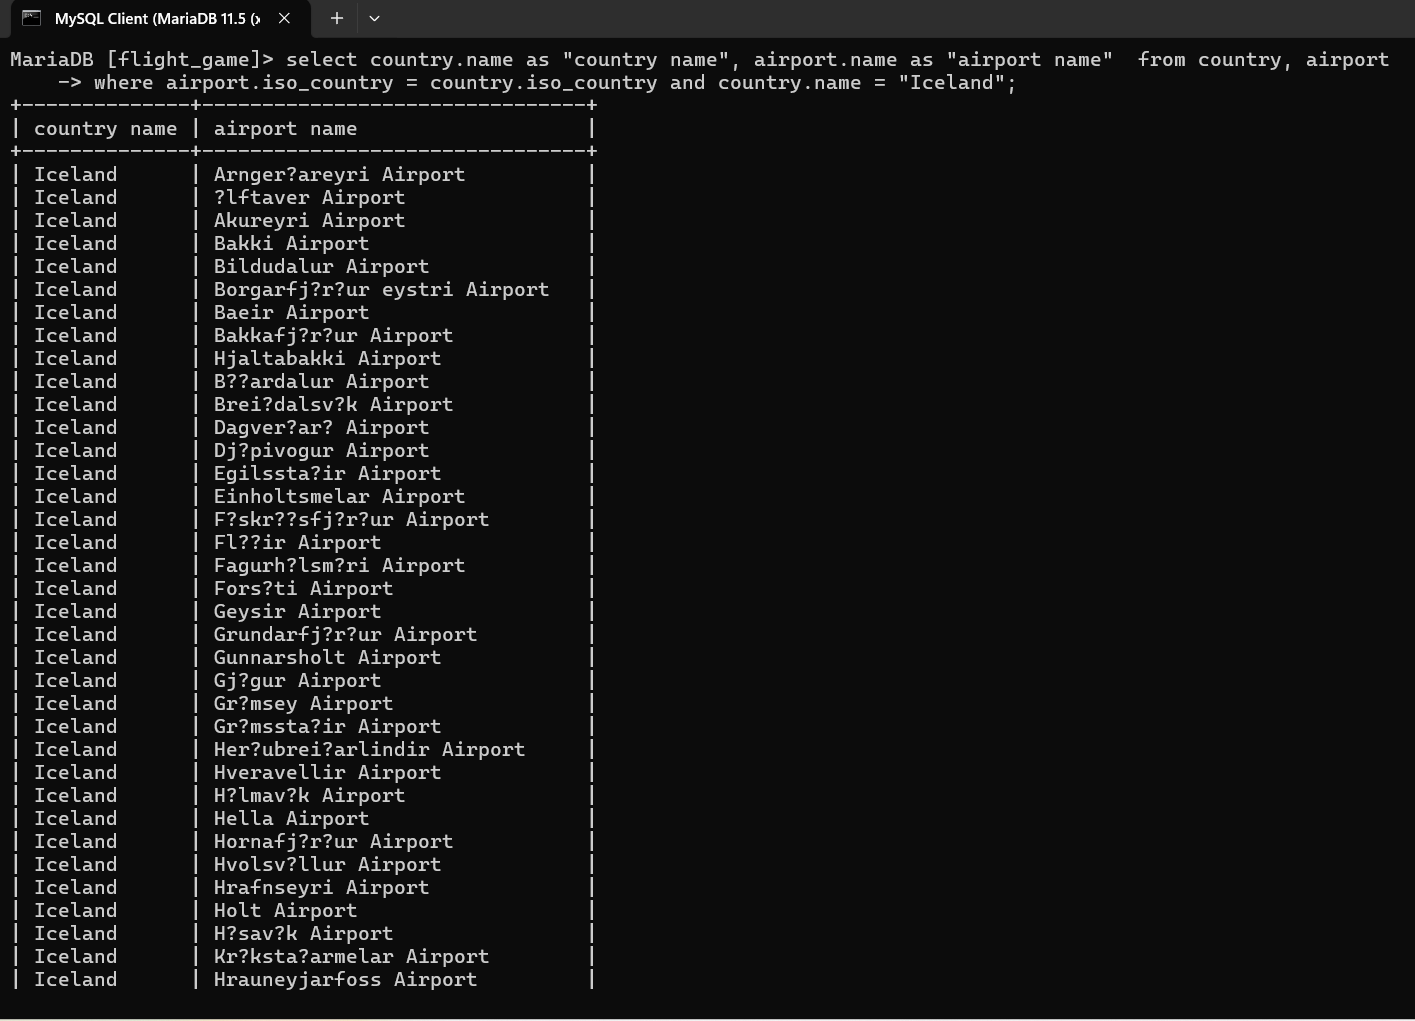 MySQL Client (MariaDB 11.5 (x
MariaDB [flight_game]> select country.name as "country name", airport.name as "airport name"  from country, airport
    -> where airport.iso_country = country.iso_country and country.name = "Iceland";
+--------------+--------------------------------+
| country name | airport name                   |
+--------------+--------------------------------+
| Iceland      | Arnger?areyri Airport          |
| Iceland      | ?lftaver Airport               |
| Iceland      | Akureyri Airport               |
| Iceland      | Bakki Airport                  |
| Iceland      | Bildudalur Airport             |
| Iceland      | Borgarfj?r?ur eystri Airport   |
| Iceland      | Baeir Airport                  |
| Iceland      | Bakkafj?r?ur Airport           |
| Iceland      | Hjaltabakki Airport            |
| Iceland      | B??ardalur Airport             |
| Iceland      | Brei?dalsv?k Airport           |
| Iceland      | Dagver?ar? Airport             |
| Iceland      | Dj?pivogur Airport             |
| Iceland      | Egilssta?ir Airport            |
| Iceland      | Einholtsmelar Airport          |
| Iceland      | F?skr??sfj?r?ur Airport        |
| Iceland      | Fl??ir Airport                 |
| Iceland      | Fagurh?lsm?ri Airport          |
| Iceland      | Fors?ti Airport                |
| Iceland      | Geysir Airport                 |
| Iceland      | Grundarfj?r?ur Airport         |
| Iceland      | Gunnarsholt Airport            |
| Iceland      | Gj?gur Airport                 |
| Iceland      | Gr?msey Airport                |
| Iceland      | Gr?mssta?ir Airport            |
| Iceland      | Her?ubrei?arlindir Airport     |
| Iceland      | Hveravellir Airport            |
| Iceland      | H?lmav?k Airport               |
| Iceland      | Hella Airport                  |
| Iceland      | Hornafj?r?ur Airport           |
| Iceland      | Hvolsv?llur Airport            |
| Iceland      | Hrafnseyri Airport             |
| Iceland      | Holt Airport                   |
| Iceland      | H?sav?k Airport                |
| Iceland      | Kr?ksta?armelar Airport        |
| Iceland      | Hrauneyjarfoss Airport         |